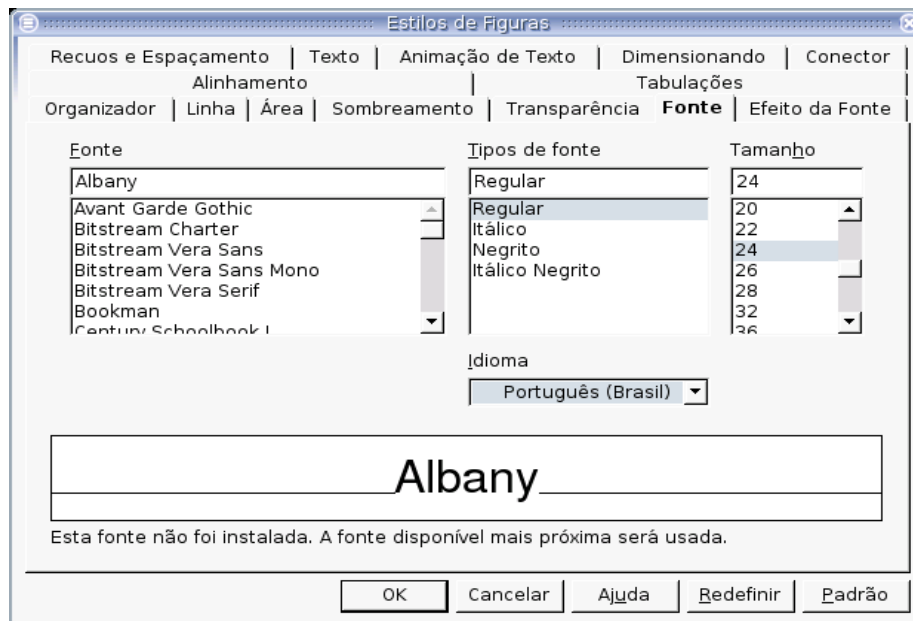 Estilos de Figuras
Recuos e Espaçamento | Texto | Animação de Texto | Dimensionando | Conector
Alinhamento | Tabulações
Organizador | Linha | Área | Sombreamento | Transparência Fonte Efeito da Fonte
Fonte Tipos de fonte Tamanho
Albany Regular 24
Avant Garde Gothic Regular 20
Bitstream Charter Itálico 22
Bitstream Vera Sans Negrito 24
Bitstream Vera Sans Mono Itálico Negrito 26
Bitstream Vera Serif 28
Bookman 32
Century Schoolbook L 36
Idioma
Português (Brasil)
Albany
Esta fonte não foi instalada. A fonte disponível mais próxima será usada.
OK Cancelar Ajuda Redefinir Padrão